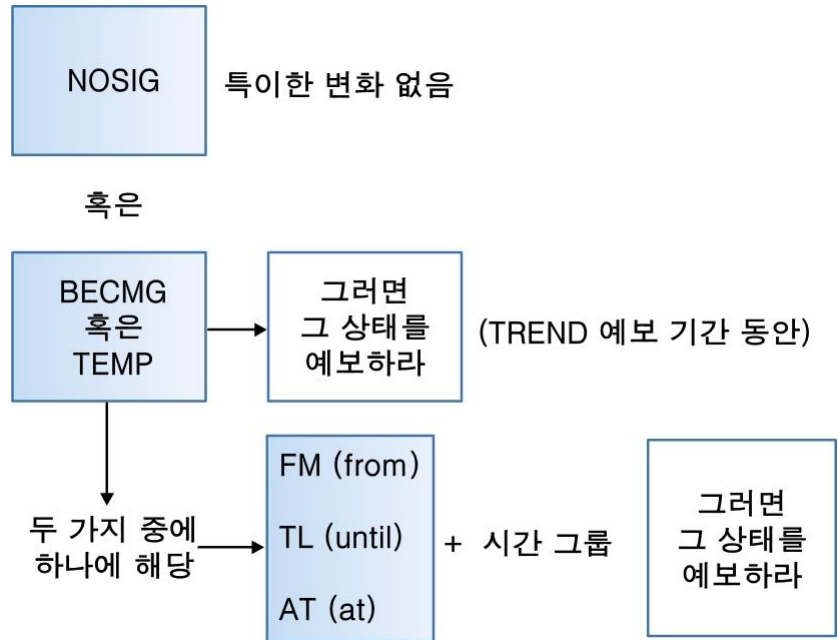 NOSIG
특이한 변화 없음
혹은
BECMG
혹은
TEMP
그러면
그 상태를
예보하라
(TREND 예보 기간 동안)
두 가지 중에
하나에 해당
FM (from)
TL (until)
AT (at)
+ 시간 그룹
그러면
그 상태를
예보하라